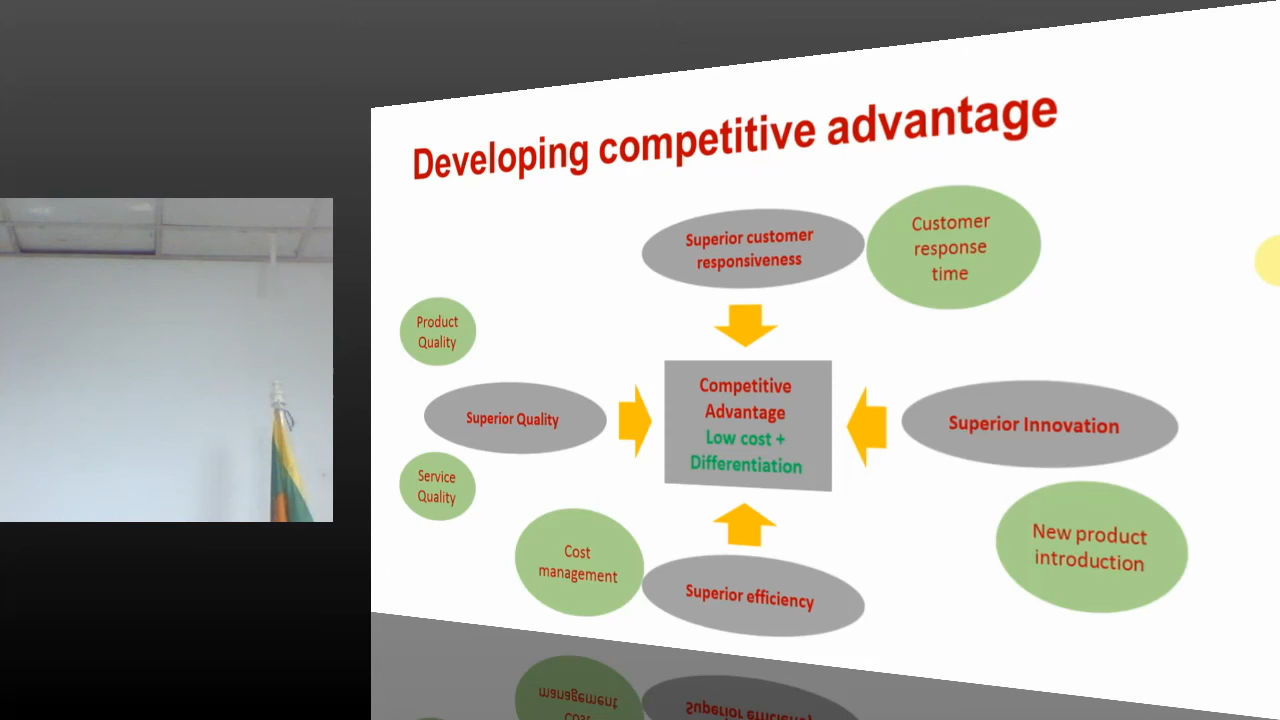 Developing competitive advantage
Superior customer
responsiveness
Customer
response
time
Product
Quality
Superior Quality
Service
Quality
Competitive
Advantage
Low cost +
Differentiation
Superior Innovation
New product
introduction
Cost
management
Superior efficiency